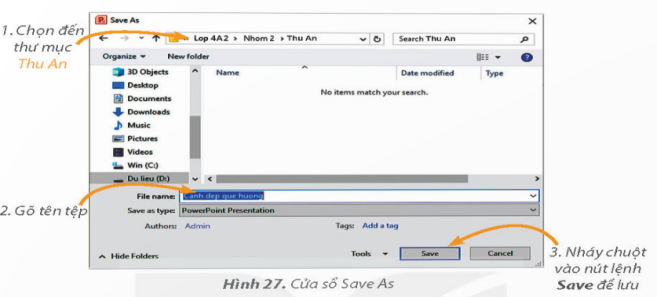 Save As
1. Chọn đến
thư mục
Thu An
Lop 4A2 > Nhom 2 > Thu An
Search Thu An
Organize
New folder
3D Objects
Desktop
Documents
Downloads
Music
Pictures
Videos
Win (C:)
Du lieu (D:)
Name
Date modified
Type
No items match your search.
2. Gõ tên tệp
File name: Canh dep que huong
Save as type: PowerPoint Presentation
Authors: Admin
Tags: Add a tag
Hide Folders
Tools
Save
Cancel
3. Nháy chuột
vào nút lệnh
Save để lưu
Hình 27. Cửa sổ Save As